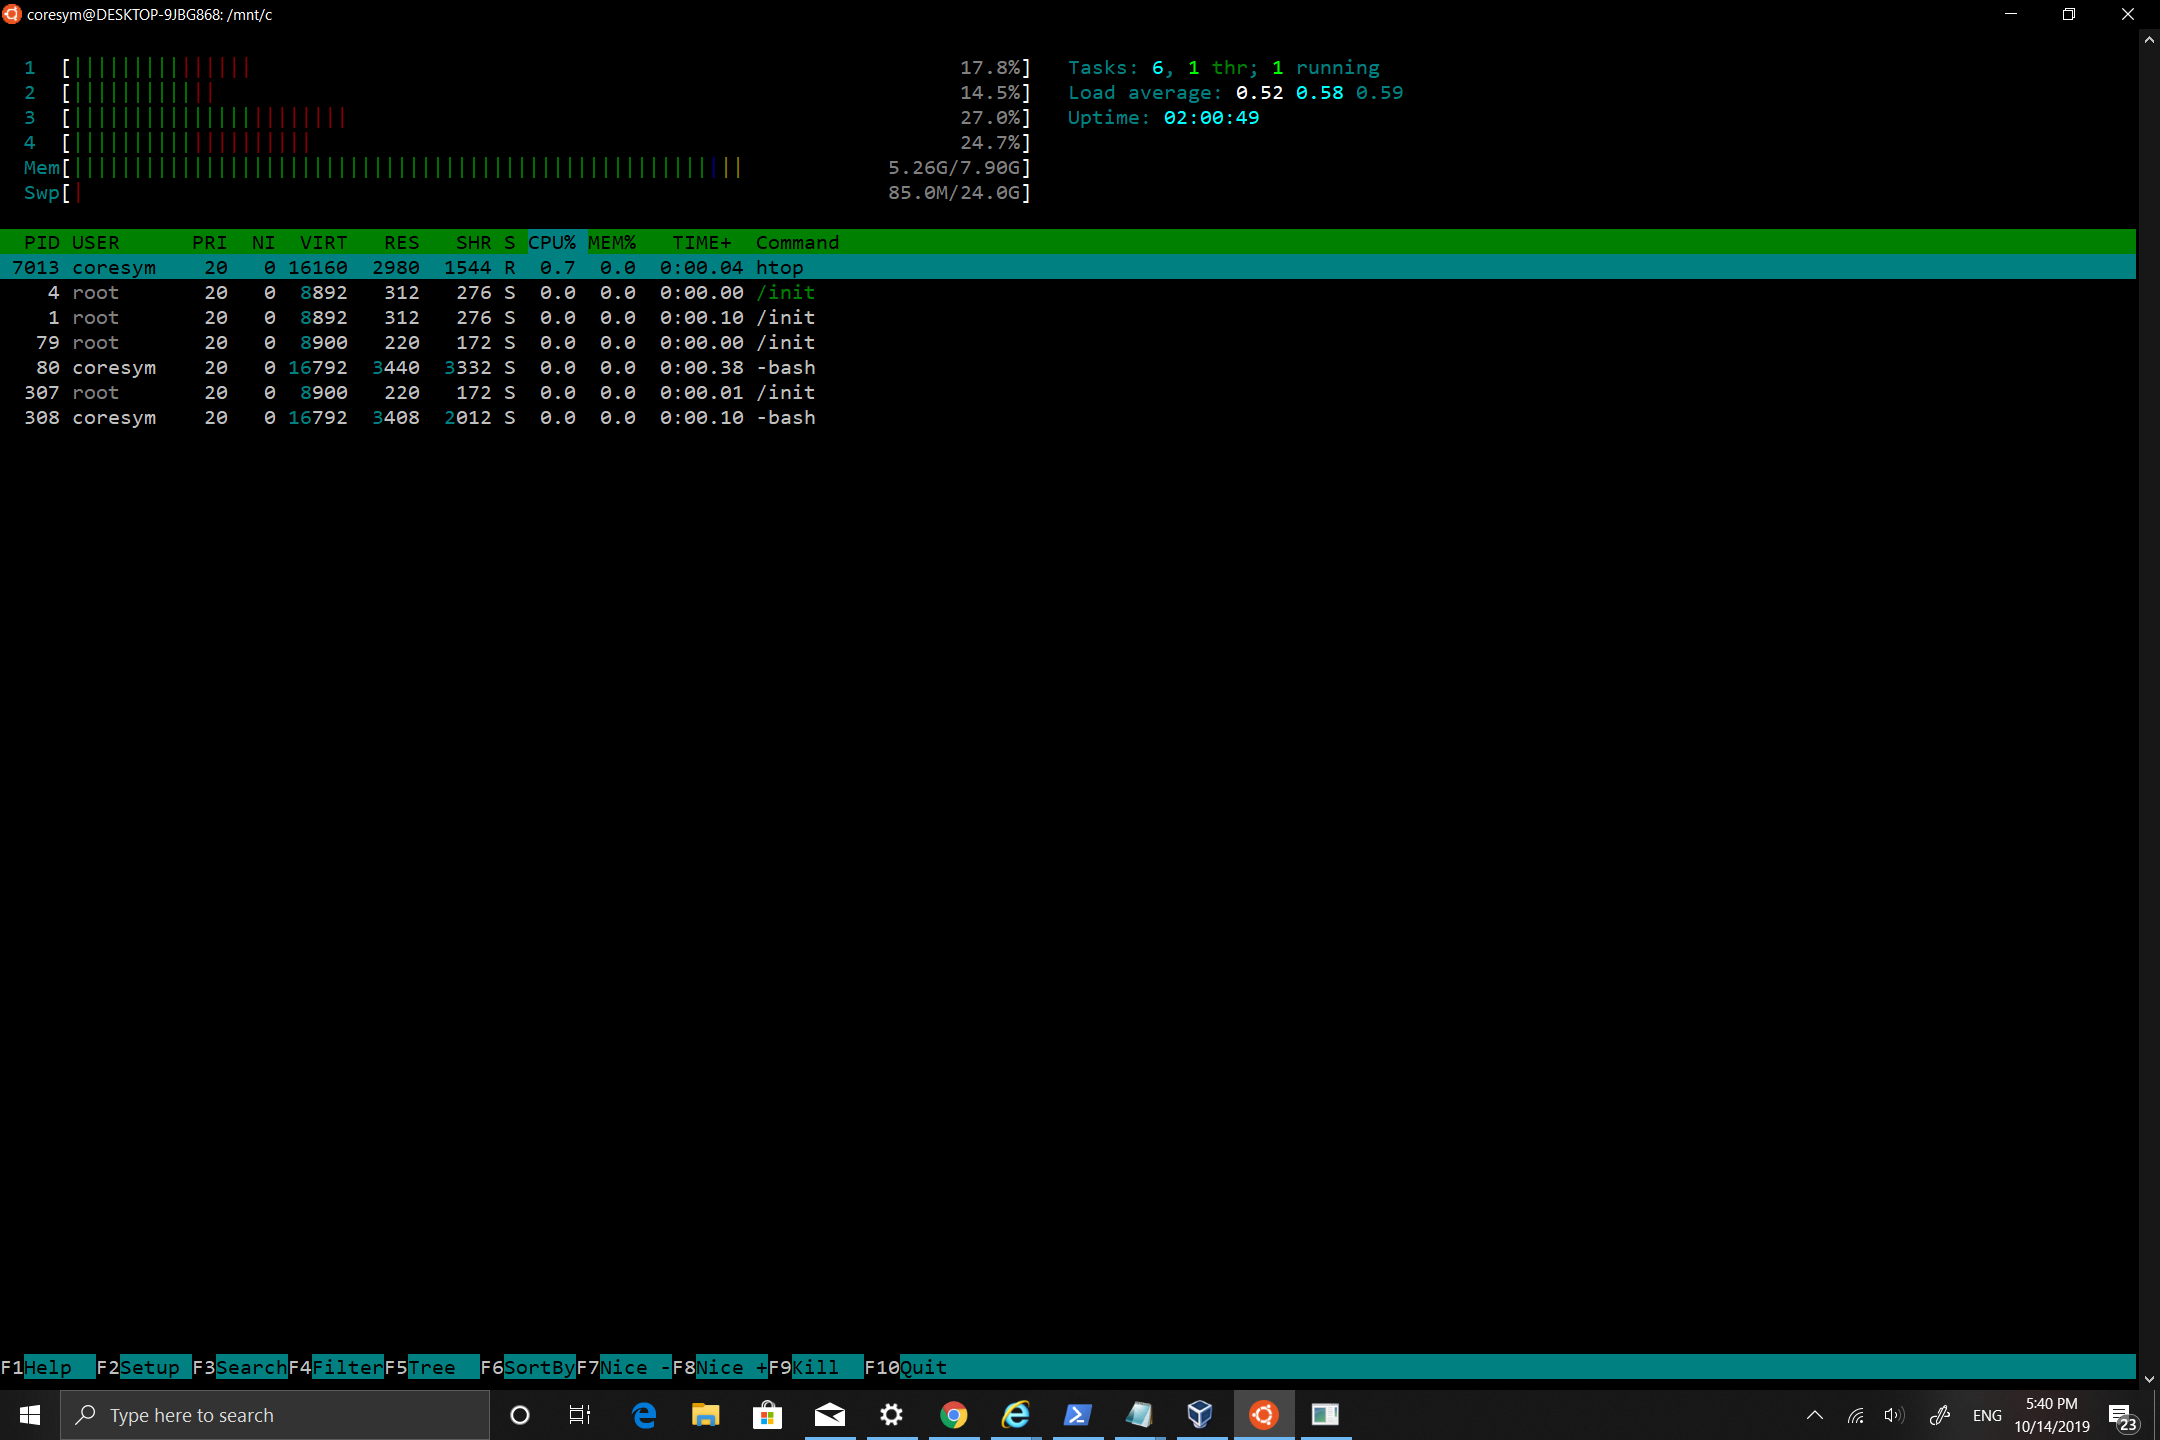 coresym@DESKTOP-9JBG868: /mnt/c
1 [||||||||||||||| 17.8%] Tasks: 6, 1 thr; 1 running
2 [|||||||||||| 14.5%] Load average: 0.52 0.58 0.59
3 [||||||||||||||||||||||| 27.0%] Uptime: 02:00:49
4 [|||||||||||||||||||| 24.7%]
Mem[|||||||||||||||||||||||||||||||||||||||||||||||||||||||| 5.26G/7.90G]
Swp[| 85.0M/24.0G]
PID USER PRI NI VIRT RES SHR S CPU% MEM% TIME+ Command
7013 coresym 20 0 16160 2980 1544 R 0.7 0.0 0:00.04 htop
4 root 20 0 8892 312 276 S 0.0 0.0 0:00.00 /init
1 root 20 0 8892 312 276 S 0.0 0.0 0:00.10 /init
79 root 20 0 8900 220 172 S 0.0 0.0 0:00.00 /init
80 coresym 20 0 16792 3440 3332 S 0.0 0.0 0:00.38 -bash
307 root 20 0 8900 220 172 S 0.0 0.0 0:00.01 /init
308 coresym 20 0 16792 3408 2012 S 0.0 0.0 0:00.10 -bash
F1Help F2Setup F3SearchF4FilterF5Tree F6SortByF7Nice -F8Nice +F9Kill F10Quit
Type here to search
ENG
5:40 PM
10/14/2019
23